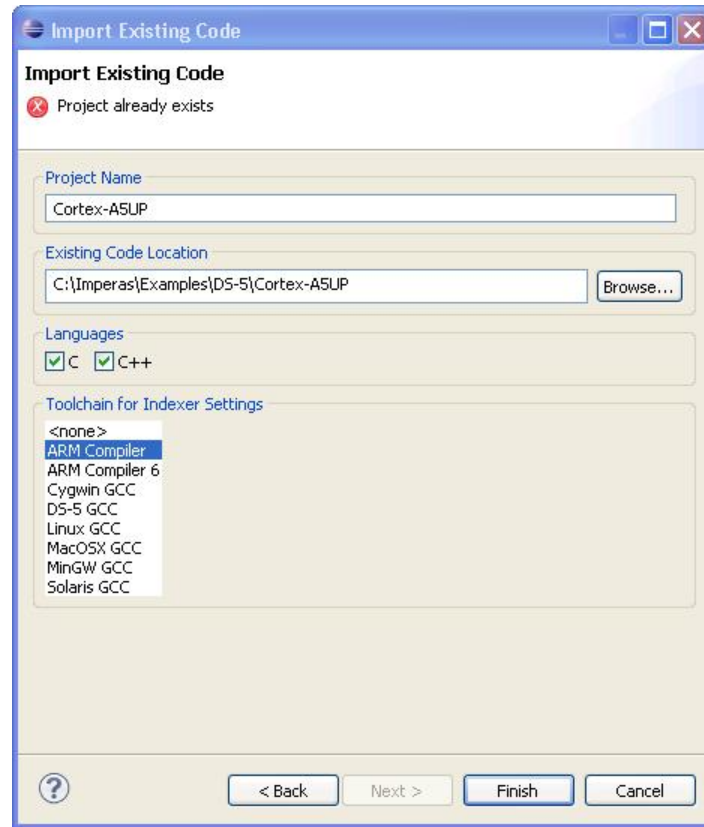 Import Existing Code
Import Existing Code
Project already exists
Project Name
Cortex-A5UP
Existing Code Location
C:\Imperas\Examples\DS-5\Cortex-A5UP
Browse...
Languages
C C++
Toolchain for Indexer Settings
<none>
ARM Compiler
ARM Compiler 6
Cygwin GCC
DS-5 GCC
Linux GCC
MacOSX GCC
MinGW GCC
Solaris GCC
? < Back Next > Finish Cancel